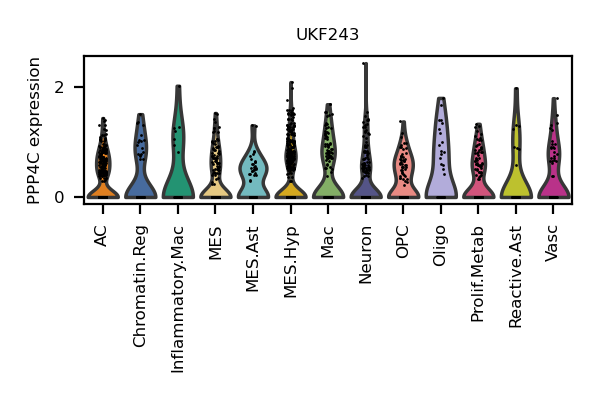 UKF243
PPP4C expression
2
0
AC
Chromatin.Reg
Inflammatory.Mac
MES
MES.Ast
MES.Hyp
Mac
Neuron
OPC
Oligo
Prolif.Metab
Reactive.Ast
Vasc